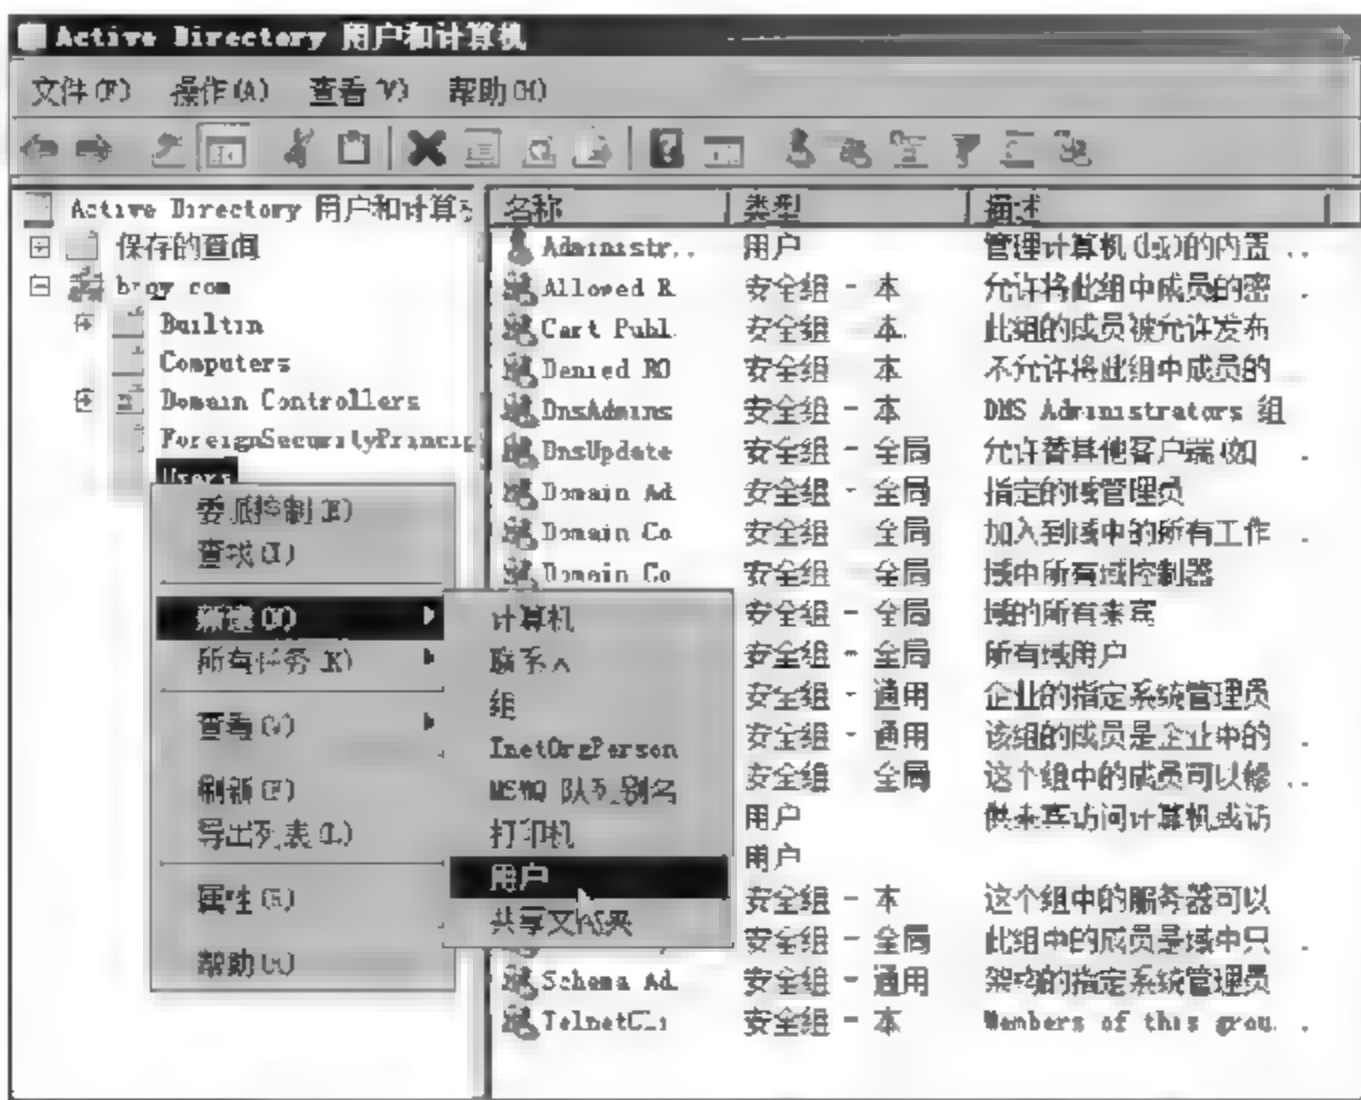 Active Directory 用户和计算机
文件(F) 操作(A) 查看(V) 帮助(H)
Active Directory 用户和计算机
保存的查询
Builtin
Computers
Domain Controllers
ForeignSecurityPrincip
Users
委派控制(E)
查找(I)
新建(N)
所有任务(K)
查看(V)
刷新(F)
导出列表(L)
属性(R)
帮助(H)
计算机
联系人
组
InetOrgPerson
MSMQ 队列别名
打印机
用户
共享文件夹
名称 类型 描述
Administr... 用户 管理计算机(域)的内置 ...
Allowed R 安全组 - 本 允许将此组中成员的密 .
Cert Publ. 安全组 - 本. 此组的成员被允许发布
Denied RO 安全组 - 本 不允许将此组中成员的
DnsAdmins 安全组 - 本 DNS Administrators 组
DnsUpdate 安全组 - 全局 允许替其他客户端(如 .
Domain Ad. 安全组 - 全局 指定的域管理员
Domain Co 安全组 - 全局 加入到域中的所有工作 .
Domain Co 安全组 - 全局 域中所有域控制器
安全组 - 全局 域的所有来宾
安全组 - 全局 所有域用户
安全组 - 通用 企业的指定系统管理员
安全组 - 通用 该组的成员是企业中的 .
安全组 全局 这个组中的成员可以修 ...
用户 供来宾访问计算机或访
用户
安全组 - 本 这个组中的服务器可以
安全组 - 全局 此组中的成员是域中只 .
Schema Ad. 安全组 - 通用 架构的指定系统管理员
TelnetCli 安全组 - 本 Members of this grou. .